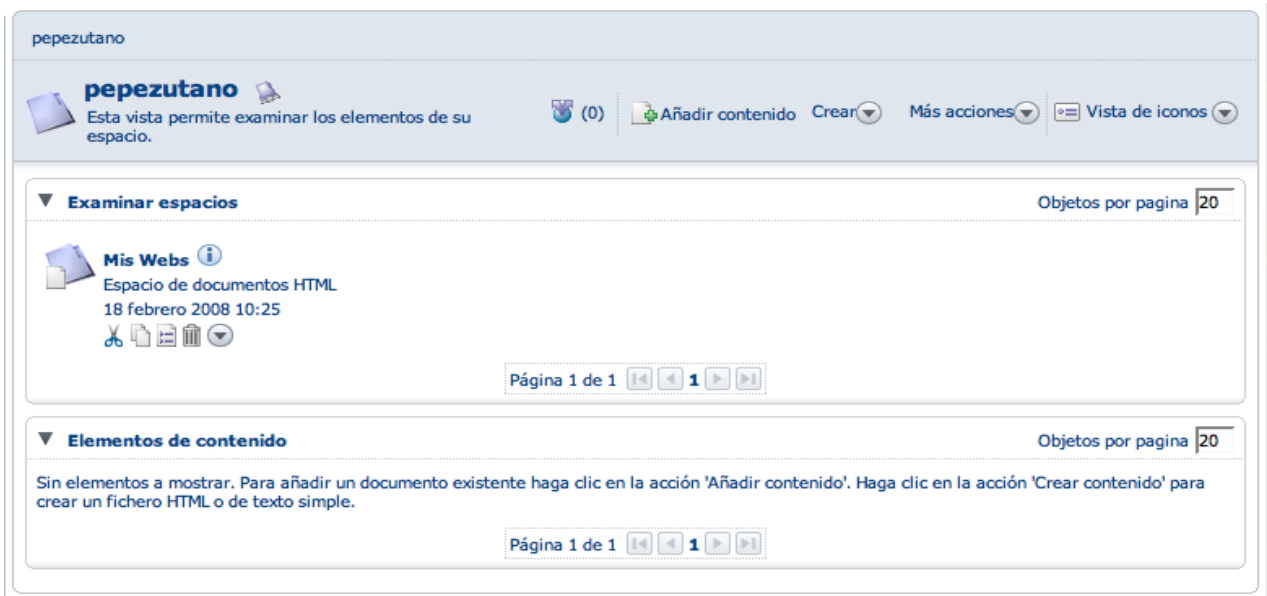 pepezutano
pepezutano
Esta vista permite examinar los elementos de su
espacio.
(0)
Añadir contenido
Crear
Más acciones
Vista de iconos
Examinar espacios
Objetos por pagina 20
Mis Webs
Espacio de documentos HTML
18 febrero 2008 10:25
Página 1 de 1 1
Elementos de contenido
Objetos por pagina 20
Sin elementos a mostrar. Para añadir un documento existente haga clic en la acción 'Añadir contenido'. Haga clic en la acción 'Crear contenido' para
crear un fichero HTML o de texto simple.
Página 1 de 1 1